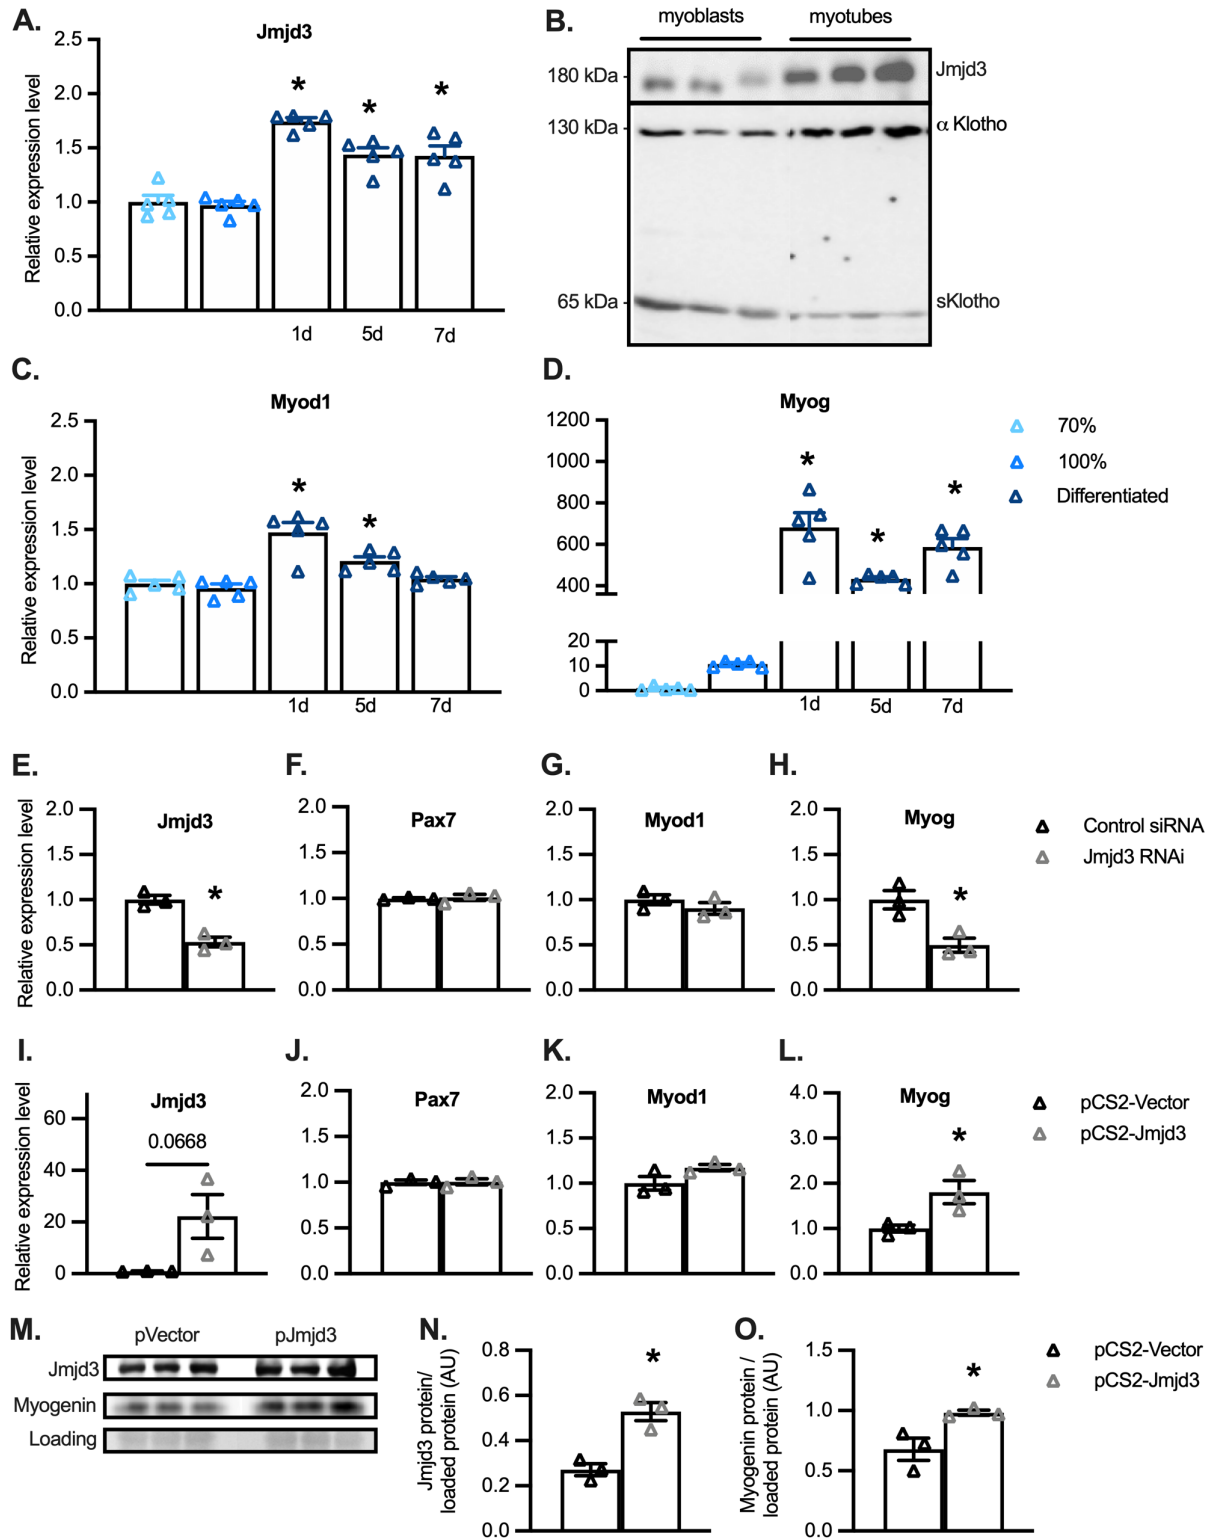 A.
Jmjd3
Relative expression level
2.5
2.0
1.5
1.0
0.5
0.0
*
*
*
1d
5d
7d
B.
myoblasts
myotubes
180 kDa
Jmjd3
130 kDa
α Klotho
65 kDa
sKlotho
C.
Myod1
Relative expression level
2.5
2.0
1.5
1.0
0.5
0.0
*
*
1d
5d
7d
D.
Myog
1200
1000
800
600
400
20
10
0
*
*
*
1d
5d
7d
70%
100%
Differentiated
E.
Jmjd3
Relative expression level
2.0
1.5
1.0
0.5
0.0
*
F.
Pax7
2.0
1.5
1.0
0.5
0.0
G.
Myod1
2.0
1.5
1.0
0.5
0.0
H.
Myog
2.0
1.5
1.0
0.5
0.0
*
Control siRNA
Jmjd3 RNAi
I.
Jmjd3
Relative expression level
60
40
20
0
0.0668
J.
Pax7
2.0
1.5
1.0
0.5
0.0
K.
Myod1
2.0
1.5
1.0
0.5
0.0
L.
Myog
4.0
3.0
2.0
1.0
0.0
*
pCS2-Vector
pCS2-Jmjd3
M.
pVector
pJmjd3
Jmjd3
Myogenin
Loading
N.
Jmjd3 protein/
loaded protein (AU)
0.8
0.6
0.4
0.2
0.0
*
O.
Myogenin protein /
loaded protein (AU)
1.5
1.0
0.5
0.0
*
pCS2-Vector
pCS2-Jmjd3